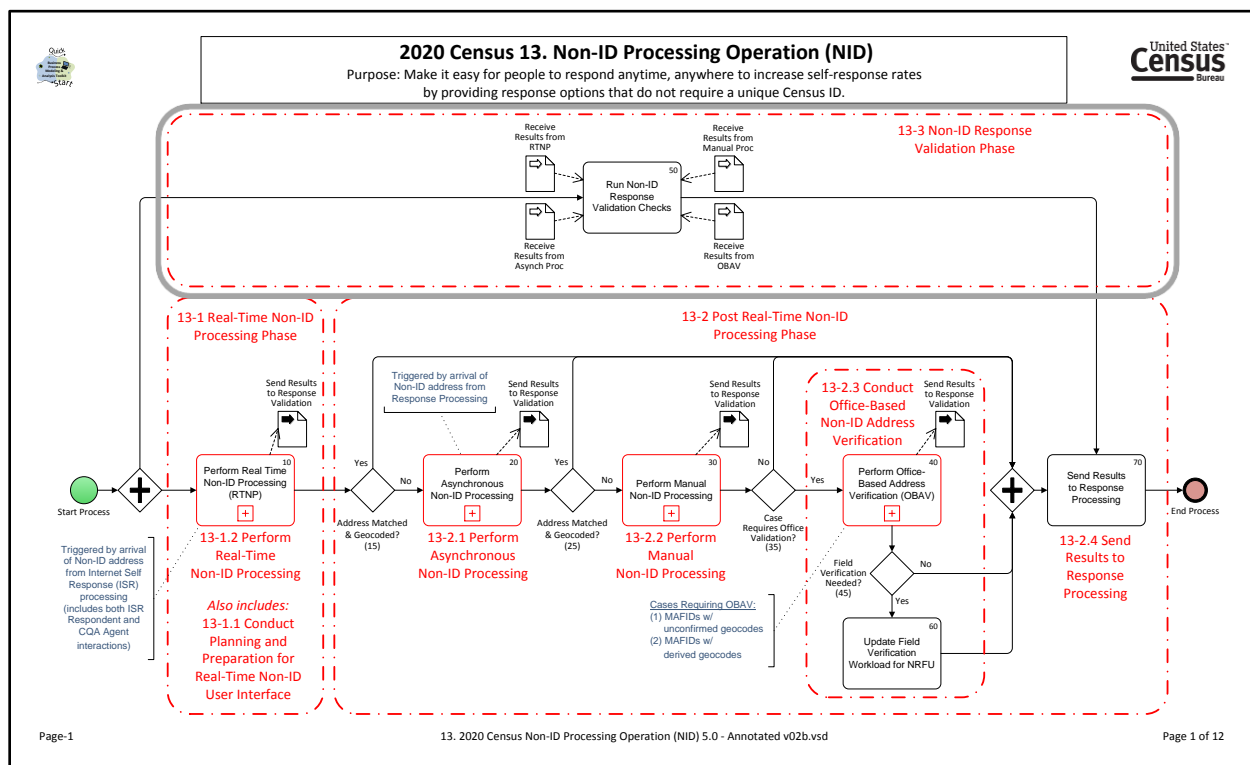 Quick
Business
Process
Modeling &
Analysis Toolkit
Start
2020 Census 13. Non-ID Processing Operation (NID)
Purpose: Make it easy for people to respond anytime, anywhere to increase self-response rates
by providing response options that do not require a unique Census ID.
United States™
Census
Bureau
13-3 Non-ID Response
Validation Phase
Receive
Results from
RTNP
Receive
Results from
Manual Proc
50
Run Non-ID
Response
Validation Checks
Receive
Results from
Asynch Proc
Receive
Results from
OBAV
13-1 Real-Time Non-ID
Processing Phase
13-2 Post Real-Time Non-ID
Processing Phase
Start Process
Send Results
to Response
Validation
10
Perform Real Time
Non-ID Processing
(RTNP)
13-1.2 Perform
Real-Time
Non-ID Processing
Also includes:
13-1.1 Conduct
Planning and
Preparation for
Real-Time Non-ID
User Interface
Triggered by arrival
of Non-ID address
from Internet Self
Response (ISR)
processing
(includes both ISR
Respondent and
CQA Agent
interactions)
Yes
No
Address Matched
& Geocoded? (15)
Triggered by arrival of
Non-ID address from
Response Processing
Send Results
to Response
Validation
20
Perform
Asynchronous
Non-ID Processing
13-2.1 Perform
Asynchronous
Non-ID Processing
Yes
No
Address Matched
& Geocoded? (25)
Send Results
to Response
Validation
30
Perform Manual
Non-ID Processing
13-2.2 Perform
Manual
Non-ID Processing
No
Yes
Case
Requires Office
Validation?
(35)
13-2.3 Conduct
Office-Based
Non-ID Address
Verification
Send Results
to Response
Validation
40
Perform Office-
Based Address
Verification (OBAV)
Field
Verification
Needed?
(45)
No
Yes
Cases Requiring OBAV:
(1) MAFIDs w/
unconfirmed geocodes
(2) MAFIDs w/
derived geocodes
60
Update Field
Verification
Workload for NRFU
70
Send Results
to Response
Processing
13-2.4 Send
Results to
Response
Processing
End Process
Page-1
13. 2020 Census Non-ID Processing Operation (NID) 5.0 - Annotated v02b.vsd
Page 1 of 12